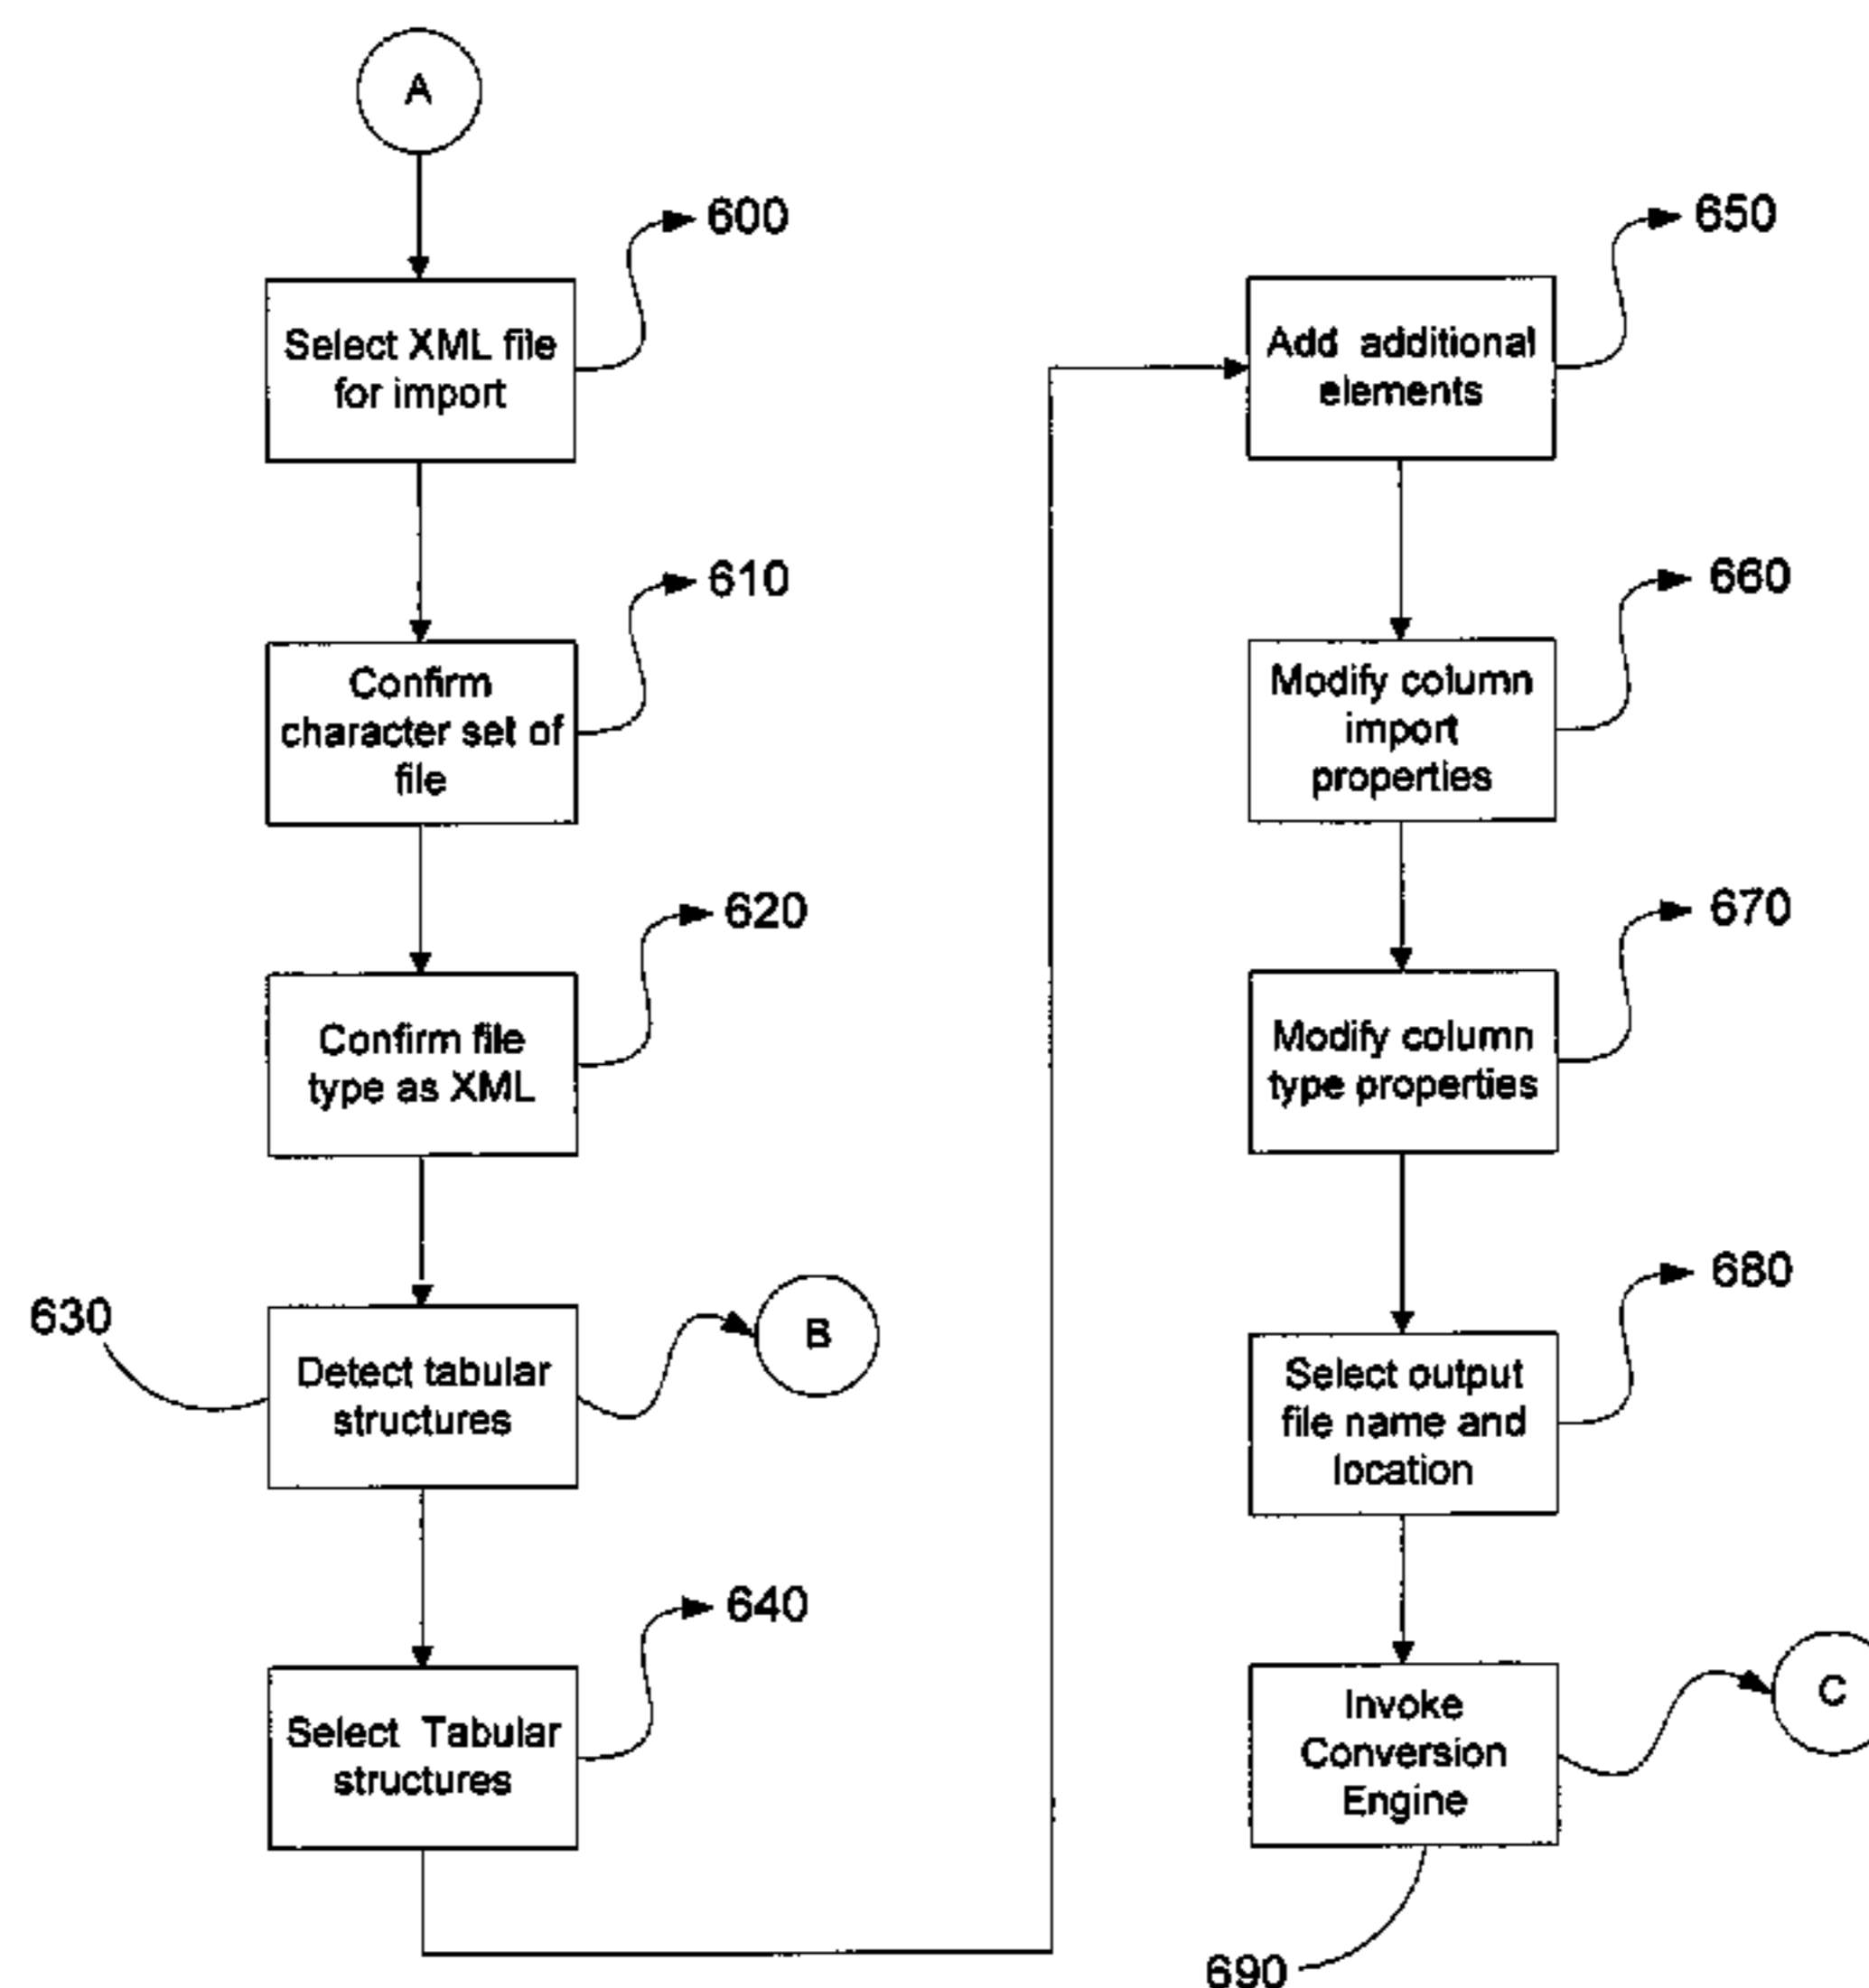 A
600
Select XML file
for import
610
Confirm
character set of
file
620
Confirm file
type as XML
630
Detect tabular
structures
B
640
Select Tabular
structures
650
Add additional
elements
660
Modify column
import
properties
670
Modify column
type properties
680
Select output
file name and
location
Invoke
Conversion
Engine
C
690